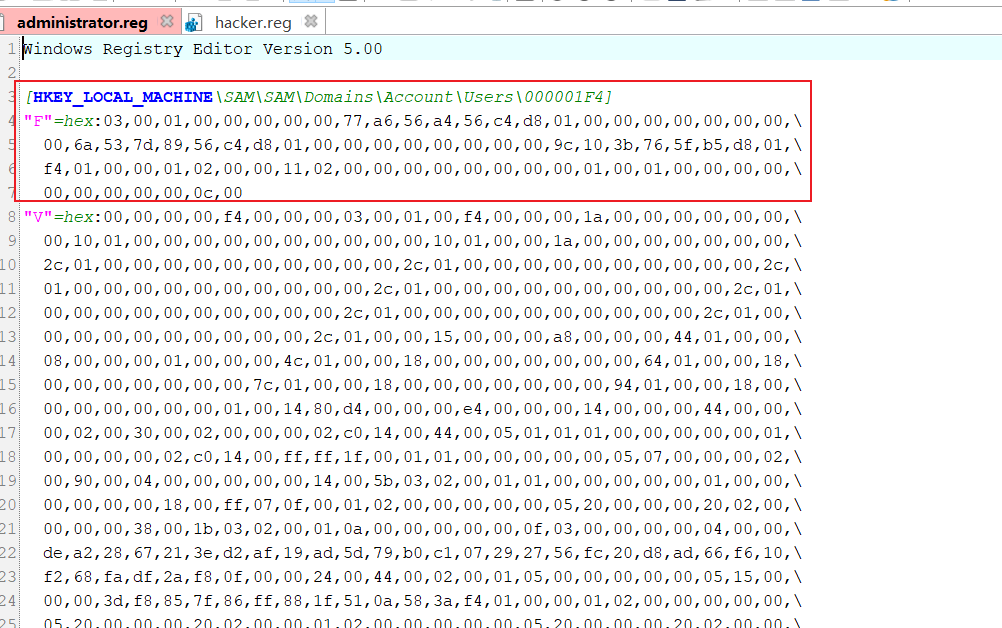 administrator.reg hacker.reg
1 Windows Registry Editor Version 5.00
2
3 [HKEY_LOCAL_MACHINE\SAM\SAM\Domains\Account\Users\000001F4]
4 "F"=hex:03,00,01,00,00,00,00,00,77,a6,56,a4,56,c4,d8,01,00,00,00,00,00,00,00,\
5 00,6a,53,7d,89,56,c4,d8,01,00,00,00,00,00,00,00,00,9c,10,3b,76,5f,b5,d8,01,\
6 f4,01,00,00,01,02,00,00,11,02,00,00,00,00,00,00,00,00,01,00,01,00,00,00,00,\
7 00,00,00,00,00,0c,00
8 "V"=hex:00,00,00,00,f4,00,00,00,03,00,01,00,f4,00,00,00,1a,00,00,00,00,00,00,\
9 00,10,01,00,00,00,00,00,00,00,00,00,00,00,10,01,00,00,1a,00,00,00,00,00,00,00,\
10 2c,01,00,00,00,00,00,00,00,00,00,00,2c,01,00,00,00,00,00,00,00,00,00,00,2c,\
11 01,00,00,00,00,00,00,00,00,00,00,2c,01,00,00,00,00,00,00,00,00,00,00,2c,01,\
12 00,00,00,00,00,00,00,00,00,00,2c,01,00,00,00,00,00,00,00,00,00,00,2c,01,00,\
13 00,00,00,00,00,00,00,00,00,2c,01,00,00,15,00,00,00,a8,00,00,00,44,01,00,00,\
14 08,00,00,00,01,00,00,00,4c,01,00,00,18,00,00,00,00,00,00,00,64,01,00,00,18,\
15 00,00,00,00,00,00,00,7c,01,00,00,18,00,00,00,00,00,00,00,94,01,00,00,18,00,\
16 00,00,00,00,00,00,01,00,14,80,d4,00,00,00,e4,00,00,00,14,00,00,00,44,00,00,\
17 00,02,00,30,00,02,00,00,00,02,c0,14,00,44,00,05,01,01,01,00,00,00,00,00,01,\
18 00,00,00,00,02,c0,14,00,ff,ff,1f,00,01,01,00,00,00,00,00,05,07,00,00,00,02,\
19 00,90,00,04,00,00,00,00,00,14,00,5b,03,02,00,01,01,00,00,00,00,00,01,00,00,\
20 00,00,00,00,18,00,ff,07,0f,00,01,02,00,00,00,00,00,05,20,00,00,00,20,02,00,\
21 00,00,00,38,00,1b,03,02,00,01,0a,00,00,00,00,00,0f,03,00,00,00,00,04,00,00,\
22 de,a2,28,67,21,3e,d2,af,19,ad,5d,79,b0,c1,07,29,27,56,fc,20,d8,ad,66,f6,10,\
23 f2,68,fa,df,2a,f8,0f,00,00,24,00,44,00,02,00,01,05,00,00,00,00,00,05,15,00,\
24 00,00,3d,f8,85,7f,86,ff,88,1f,51,0a,58,3a,f4,01,00,00,01,02,00,00,00,00,00,\
25 05,20,00,00,00,20,02,00,00,01,02,00,00,00,00,00,05,20,00,00,00,20,02,00,00,\